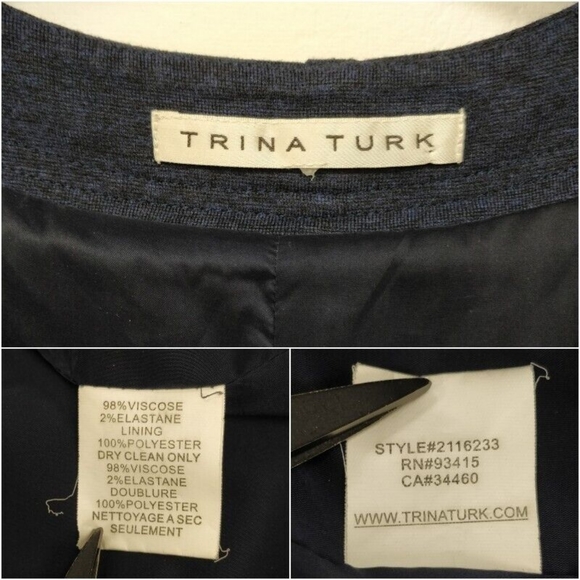 TRINA TURK
98%VISCOSE
2%ELASTANE
LINING
100%POLYESTER
DRY CLEAN ONLY
98%VISCOSE
2%ELASTANE
DOUBLURE
100%POLYESTER
NETTOYAGE A SEC
SEULEMENT
STYLE#2116233
RN#93415
CA#34460
WWW.TRINATURK.COM